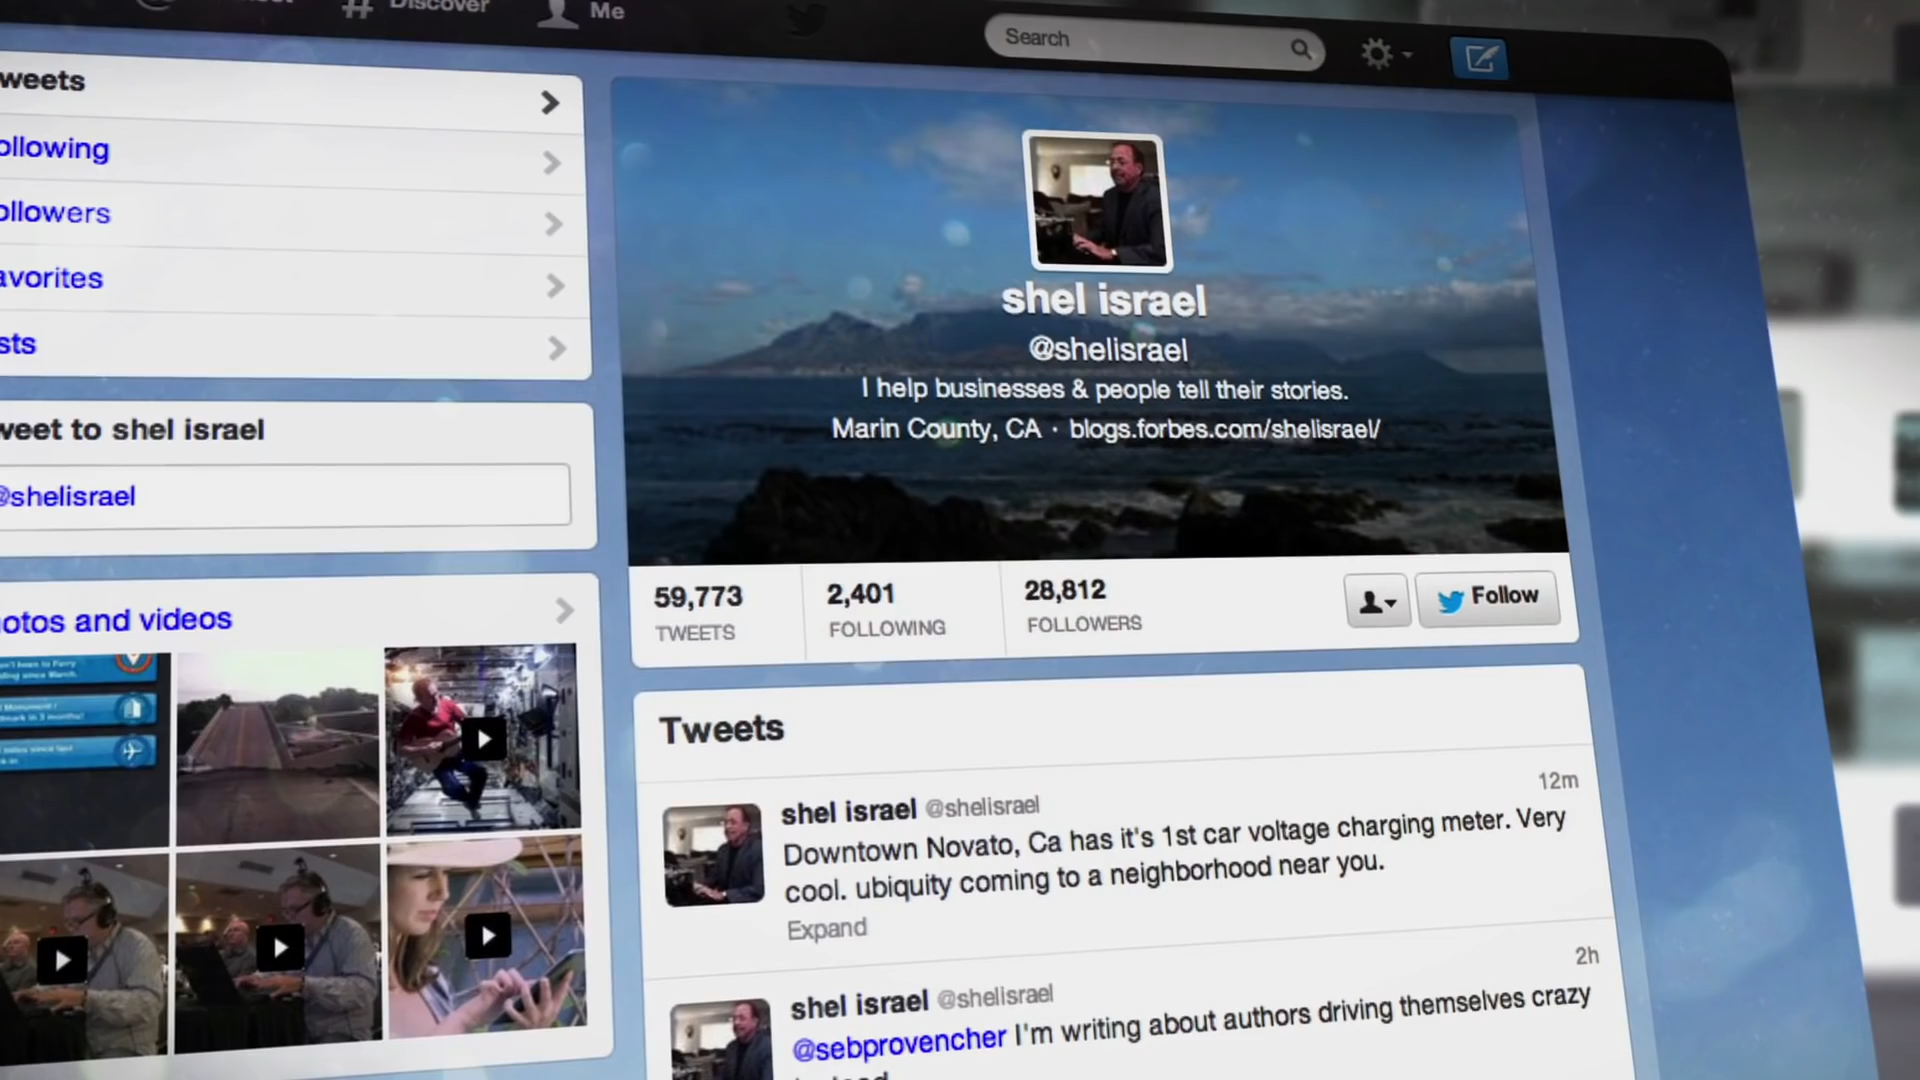 Discover
Me
Search
weets
ollowing
ollowers
avorites
sts
weet to shel israel
@shelisrael
otos and videos
shel israel
@shelisrael
I help businesses & people tell their stories.
Marin County, CA · blogs.forbes.com/shelisrael/
59,773
TWEETS
2,401
FOLLOWING
28,812
FOLLOWERS
Follow
Tweets
shel israel @shelisrael
12m
Downtown Novato, Ca has it's 1st car voltage charging meter. Very
cool. ubiquity coming to a neighborhood near you.
Expand
shel israel @shelisrael
2h
@sebprovencher I'm writing about authors driving themselves crazy